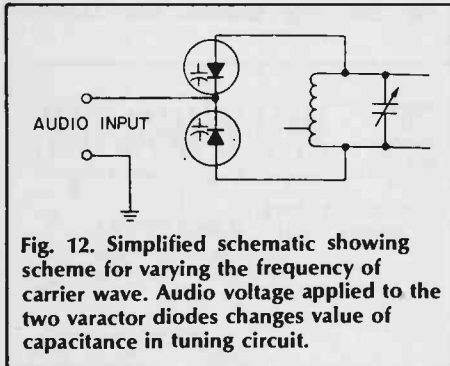 AUDIO INPUT
Fig. 12. Simplified schematic showing
scheme for varying the frequency of
carrier wave. Audio voltage applied to the
two varactor diodes changes value of
capacitance in tuning circuit.